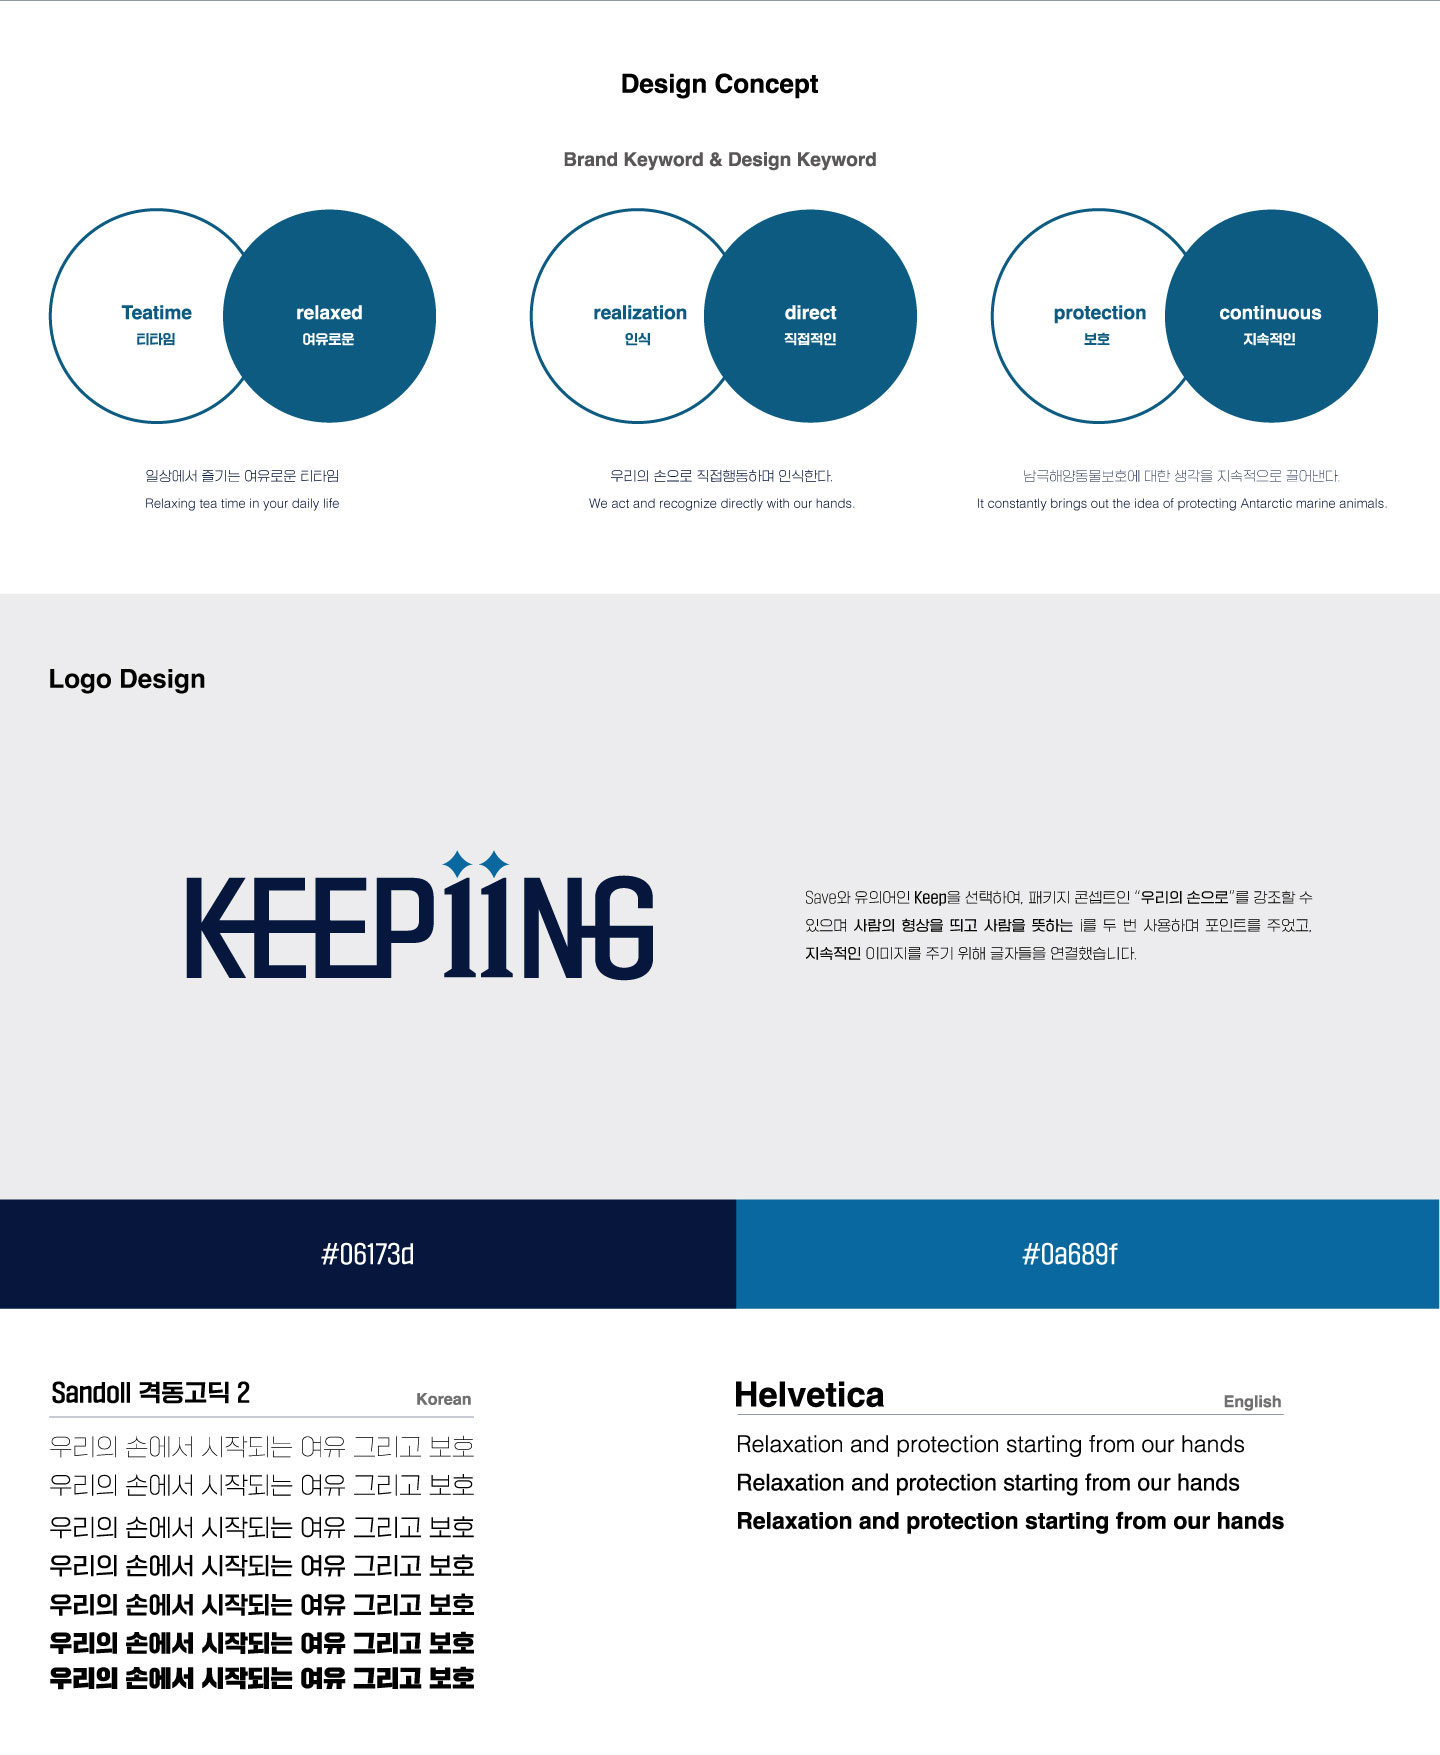 Design Concept
Brand Keyword & Design Keyword
Teatime
티타임
relaxed
여유로운
realization
인식
direct
직접적인
protection
보호
continuous
지속적인
일상에서 즐기는 여유로운 티타임
Relaxing tea time in your daily life
우리의 손으로 직접행동하며 인식한다.
We act and recognize directly with our hands.
남극해양동물보호에 대한 생각을 지속적으로 끌어낸다.
It constantly brings out the idea of protecting Antarctic marine animals.
Logo Design
KEEPiiNG
Save와 유의어인 Keep을 선택하여, 패키지 콘셉트인 “우리의 손으로”를 강조할 수
있으며 사람의 형상을 띄고 사람을 뜻하는 i를 두 번 사용하며 포인트를 주었고,
지속적인 이미지를 주기 위해 글자들을 연결했습니다.
#06173d
#0a689f
Sandoll 격동고딕 2
Korean
우리의 손에서 시작되는 여유 그리고 보호
우리의 손에서 시작되는 여유 그리고 보호
우리의 손에서 시작되는 여유 그리고 보호
우리의 손에서 시작되는 여유 그리고 보호
우리의 손에서 시작되는 여유 그리고 보호
우리의 손에서 시작되는 여유 그리고 보호
우리의 손에서 시작되는 여유 그리고 보호
Helvetica
English
Relaxation and protection starting from our hands
Relaxation and protection starting from our hands
Relaxation and protection starting from our hands